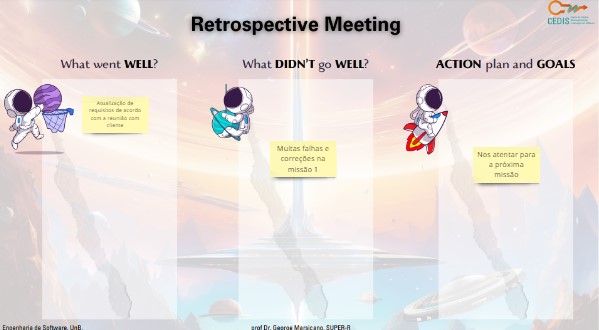 Retrospective Meeting
CEDIS
What went WELL?
What DIDN'T go WELL?
ACTION plan and GOALS
Atualização de
requisitos de acordo
com a reunião com
cliente
Muitas falhas e
correções na
missão 1
Nos atentar para
a próxima
missão
Engenharia de Software, UnB.
prof Dr. George Marsicano, SUPER-R